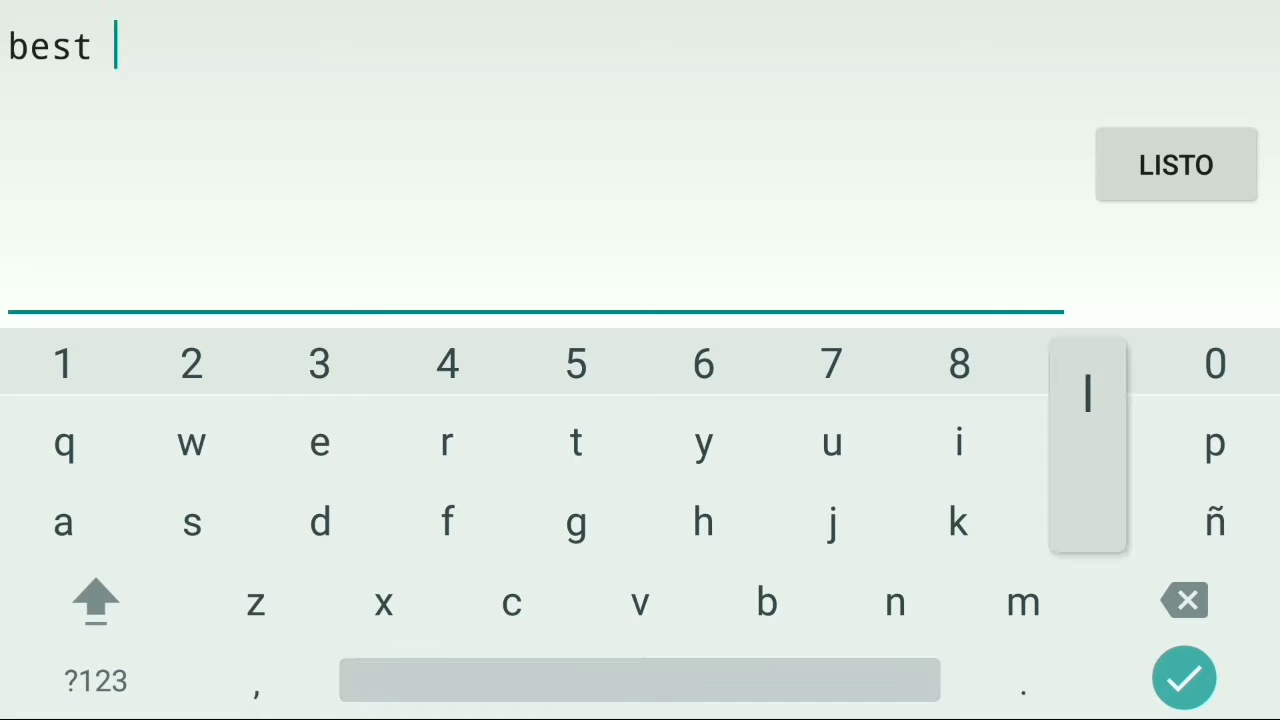 best
LISTO
1 2 3 4 5 6 7 8 0
q w e r t y u i p
a s d f g h j k l ñ
z x c v b n m
?123 , .